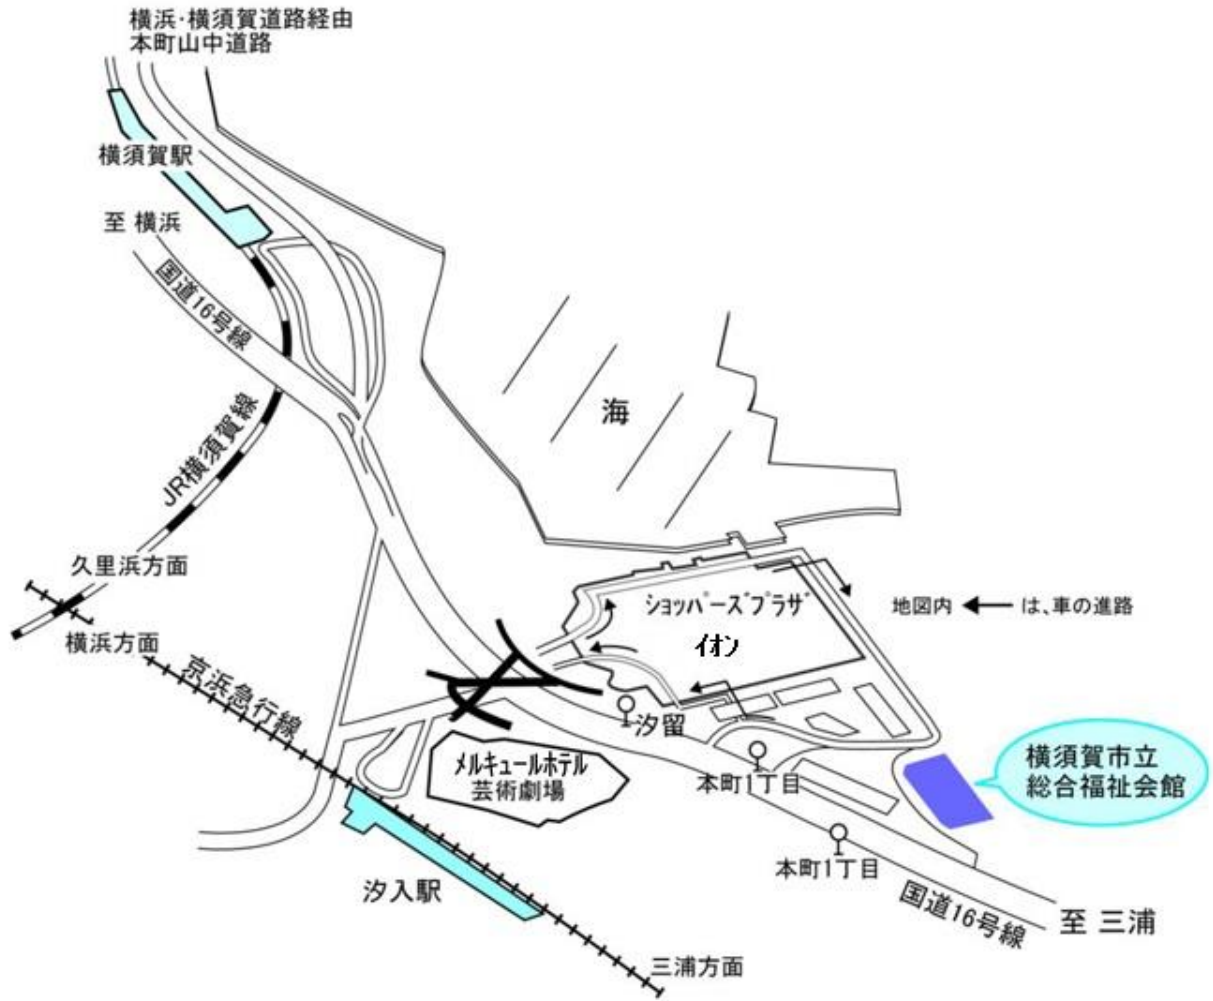 横浜・横須賀道路経由
本町山中道路
横須賀駅
至 横浜
国道16号線
海
JR横須賀線
久里浜方面
横浜方面
京浜急行線
ショッパーズプラザ
イオン
地図内 ← は、車の進路
汐留
メルキュールホテル
芸術劇場
本町1丁目
横須賀市立
総合福祉会館
本町1丁目
汐入駅
国道16号線
至 三浦
三浦方面